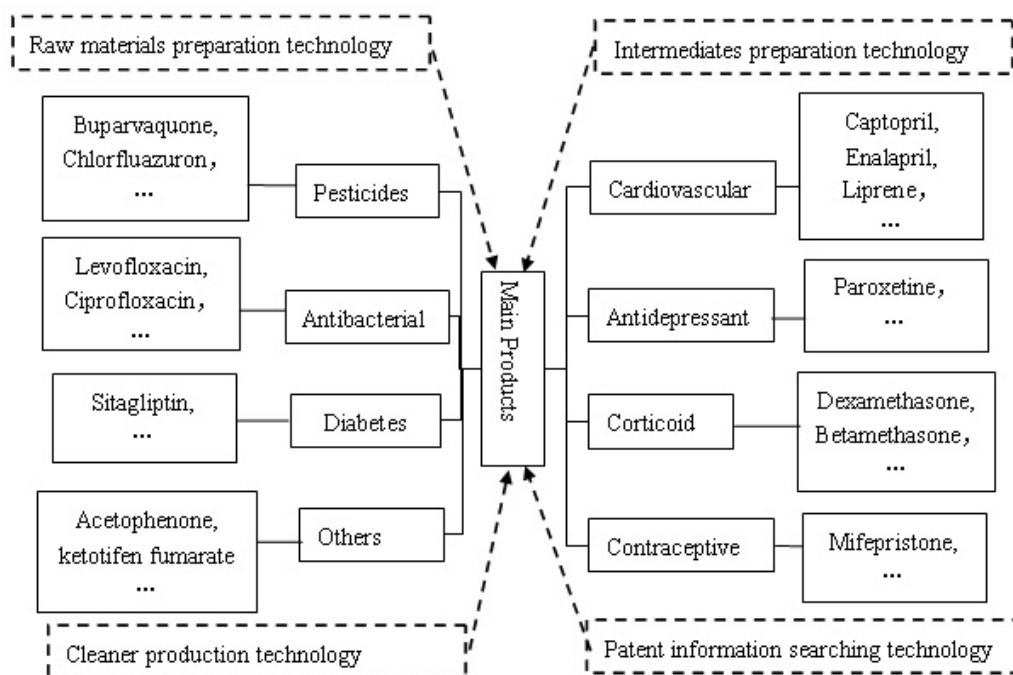 Raw materials preparation technology
Intermediates preparation technology
Buparvaquone,
Chlorfluazuron，
...
Pesticides
Levofloxacin,
Ciprofloxacin,
...
Antibacterial
Sitagliptin,
...
Diabetes
Acetophenone,
ketotifen fumarate
...
Others
Main Products
Cardiovascular
Captopril,
Enalapril,
Liprene，
...
Antidepressant
Paroxetine，
...
Corticoid
Dexamethasone,
Betamethasone，
...
Contraceptive
Mifepristone,
...
Cleaner production technology
Patent information searching technology